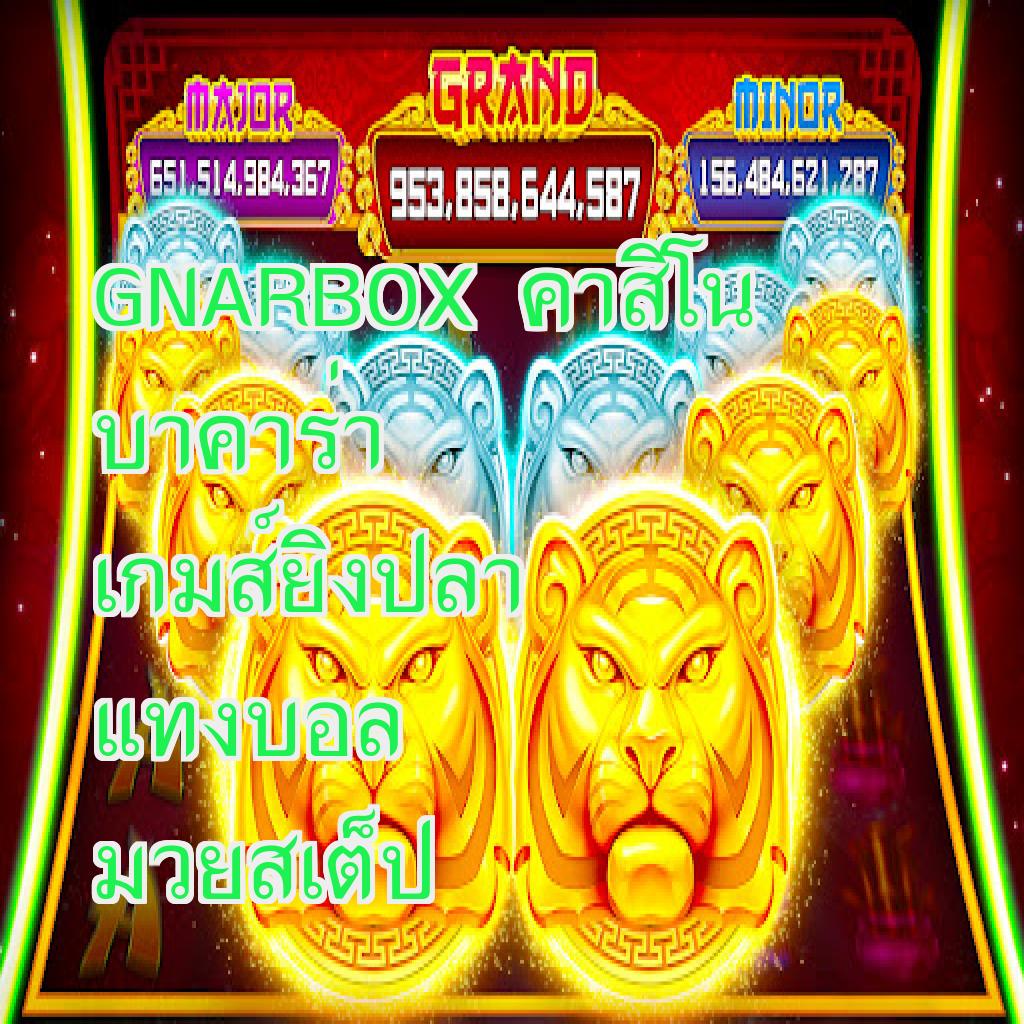 MAJOR GRAND MINOR
651,514,984,367 953,858,644,587 156,484,621,287
GNARBOX คาสิโน
บาคาร่า
เกมส์ยิงปลา
แทงบอล
มวยสเต็ป